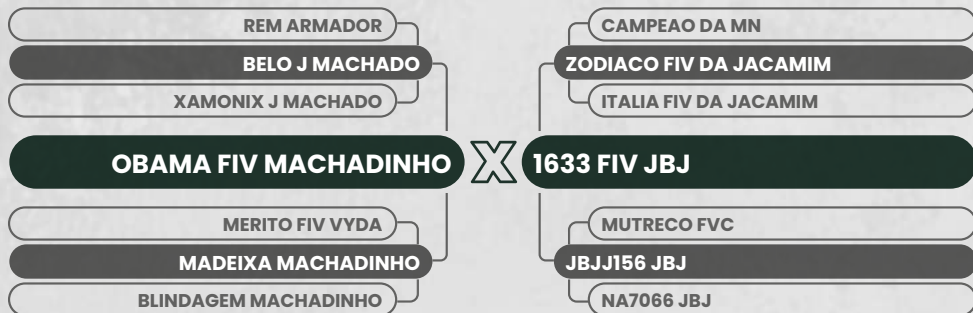 REM ARMADOR
BELO J MACHADO
XAMONIX J MACHADO
OBAMA FIV MACHADINHO
MERITO FIV VYDA
MADEIXA MACHADINHO
BLINDAGEM MACHADINHO
X
CAMPEAO DA MN
ZODIACO FIV DA JACAMIM
ITALIA FIV DA JACAMIM
1633 FIV JBJ
MUTRECO FVC
JBJJ156 JBJ
NA7066 JBJ